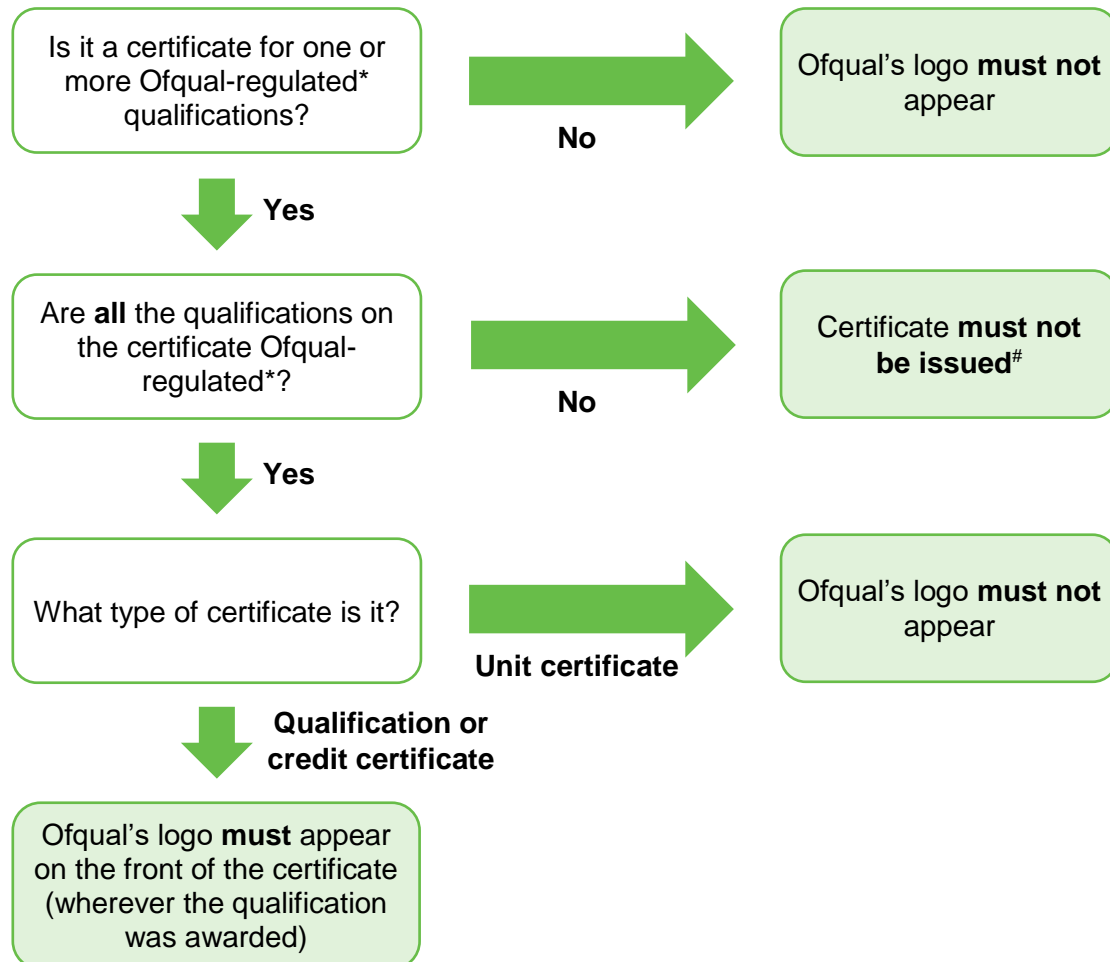 Is it a certificate for one or
more Ofqual-regulated*
qualifications?
No
Ofqual’s logo must not
appear
Yes
Are all the qualifications on
the certificate Ofqual-
regulated*?
No
Certificate must not
be issued#
Yes
What type of certificate is it?
Unit certificate
Ofqual’s logo must not
appear
Qualification or
credit certificate
Ofqual’s logo must appear
on the front of the certificate
(wherever the qualification
was awarded)